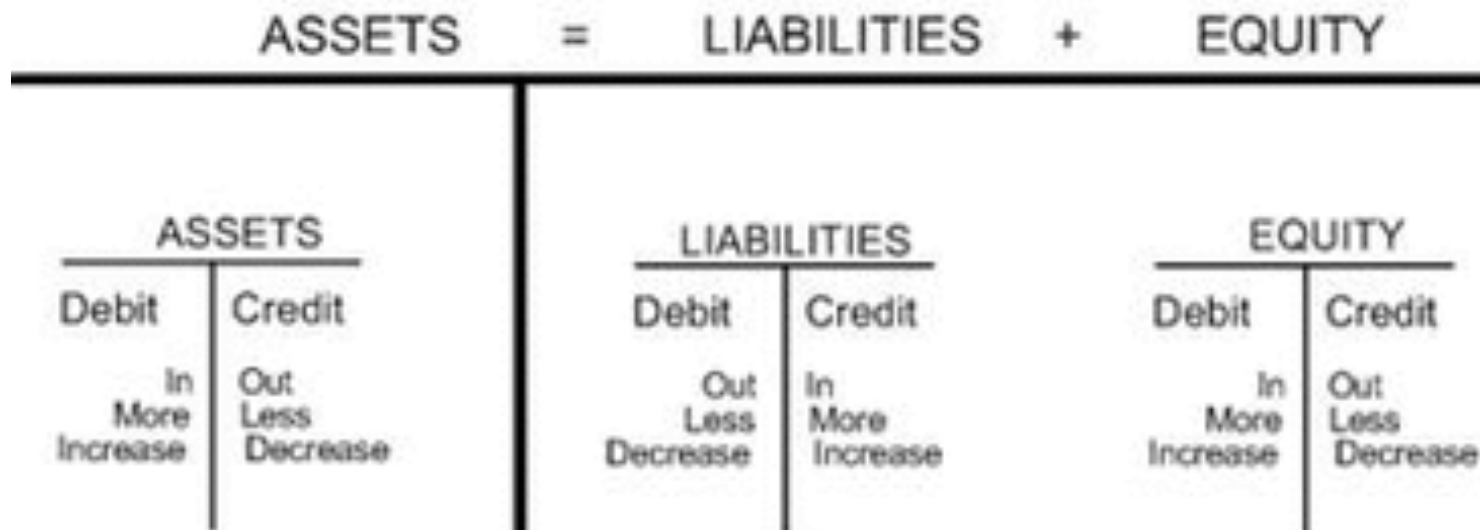 ASSETS = LIABILITIES + EQUITY
ASSETS
Debit Credit
In Out
More Less
Increase Decrease
LIABILITIES
Debit Credit
Out In
Less More
Decrease Increase
EQUITY
Debit Credit
In Out
More Less
Increase Decrease